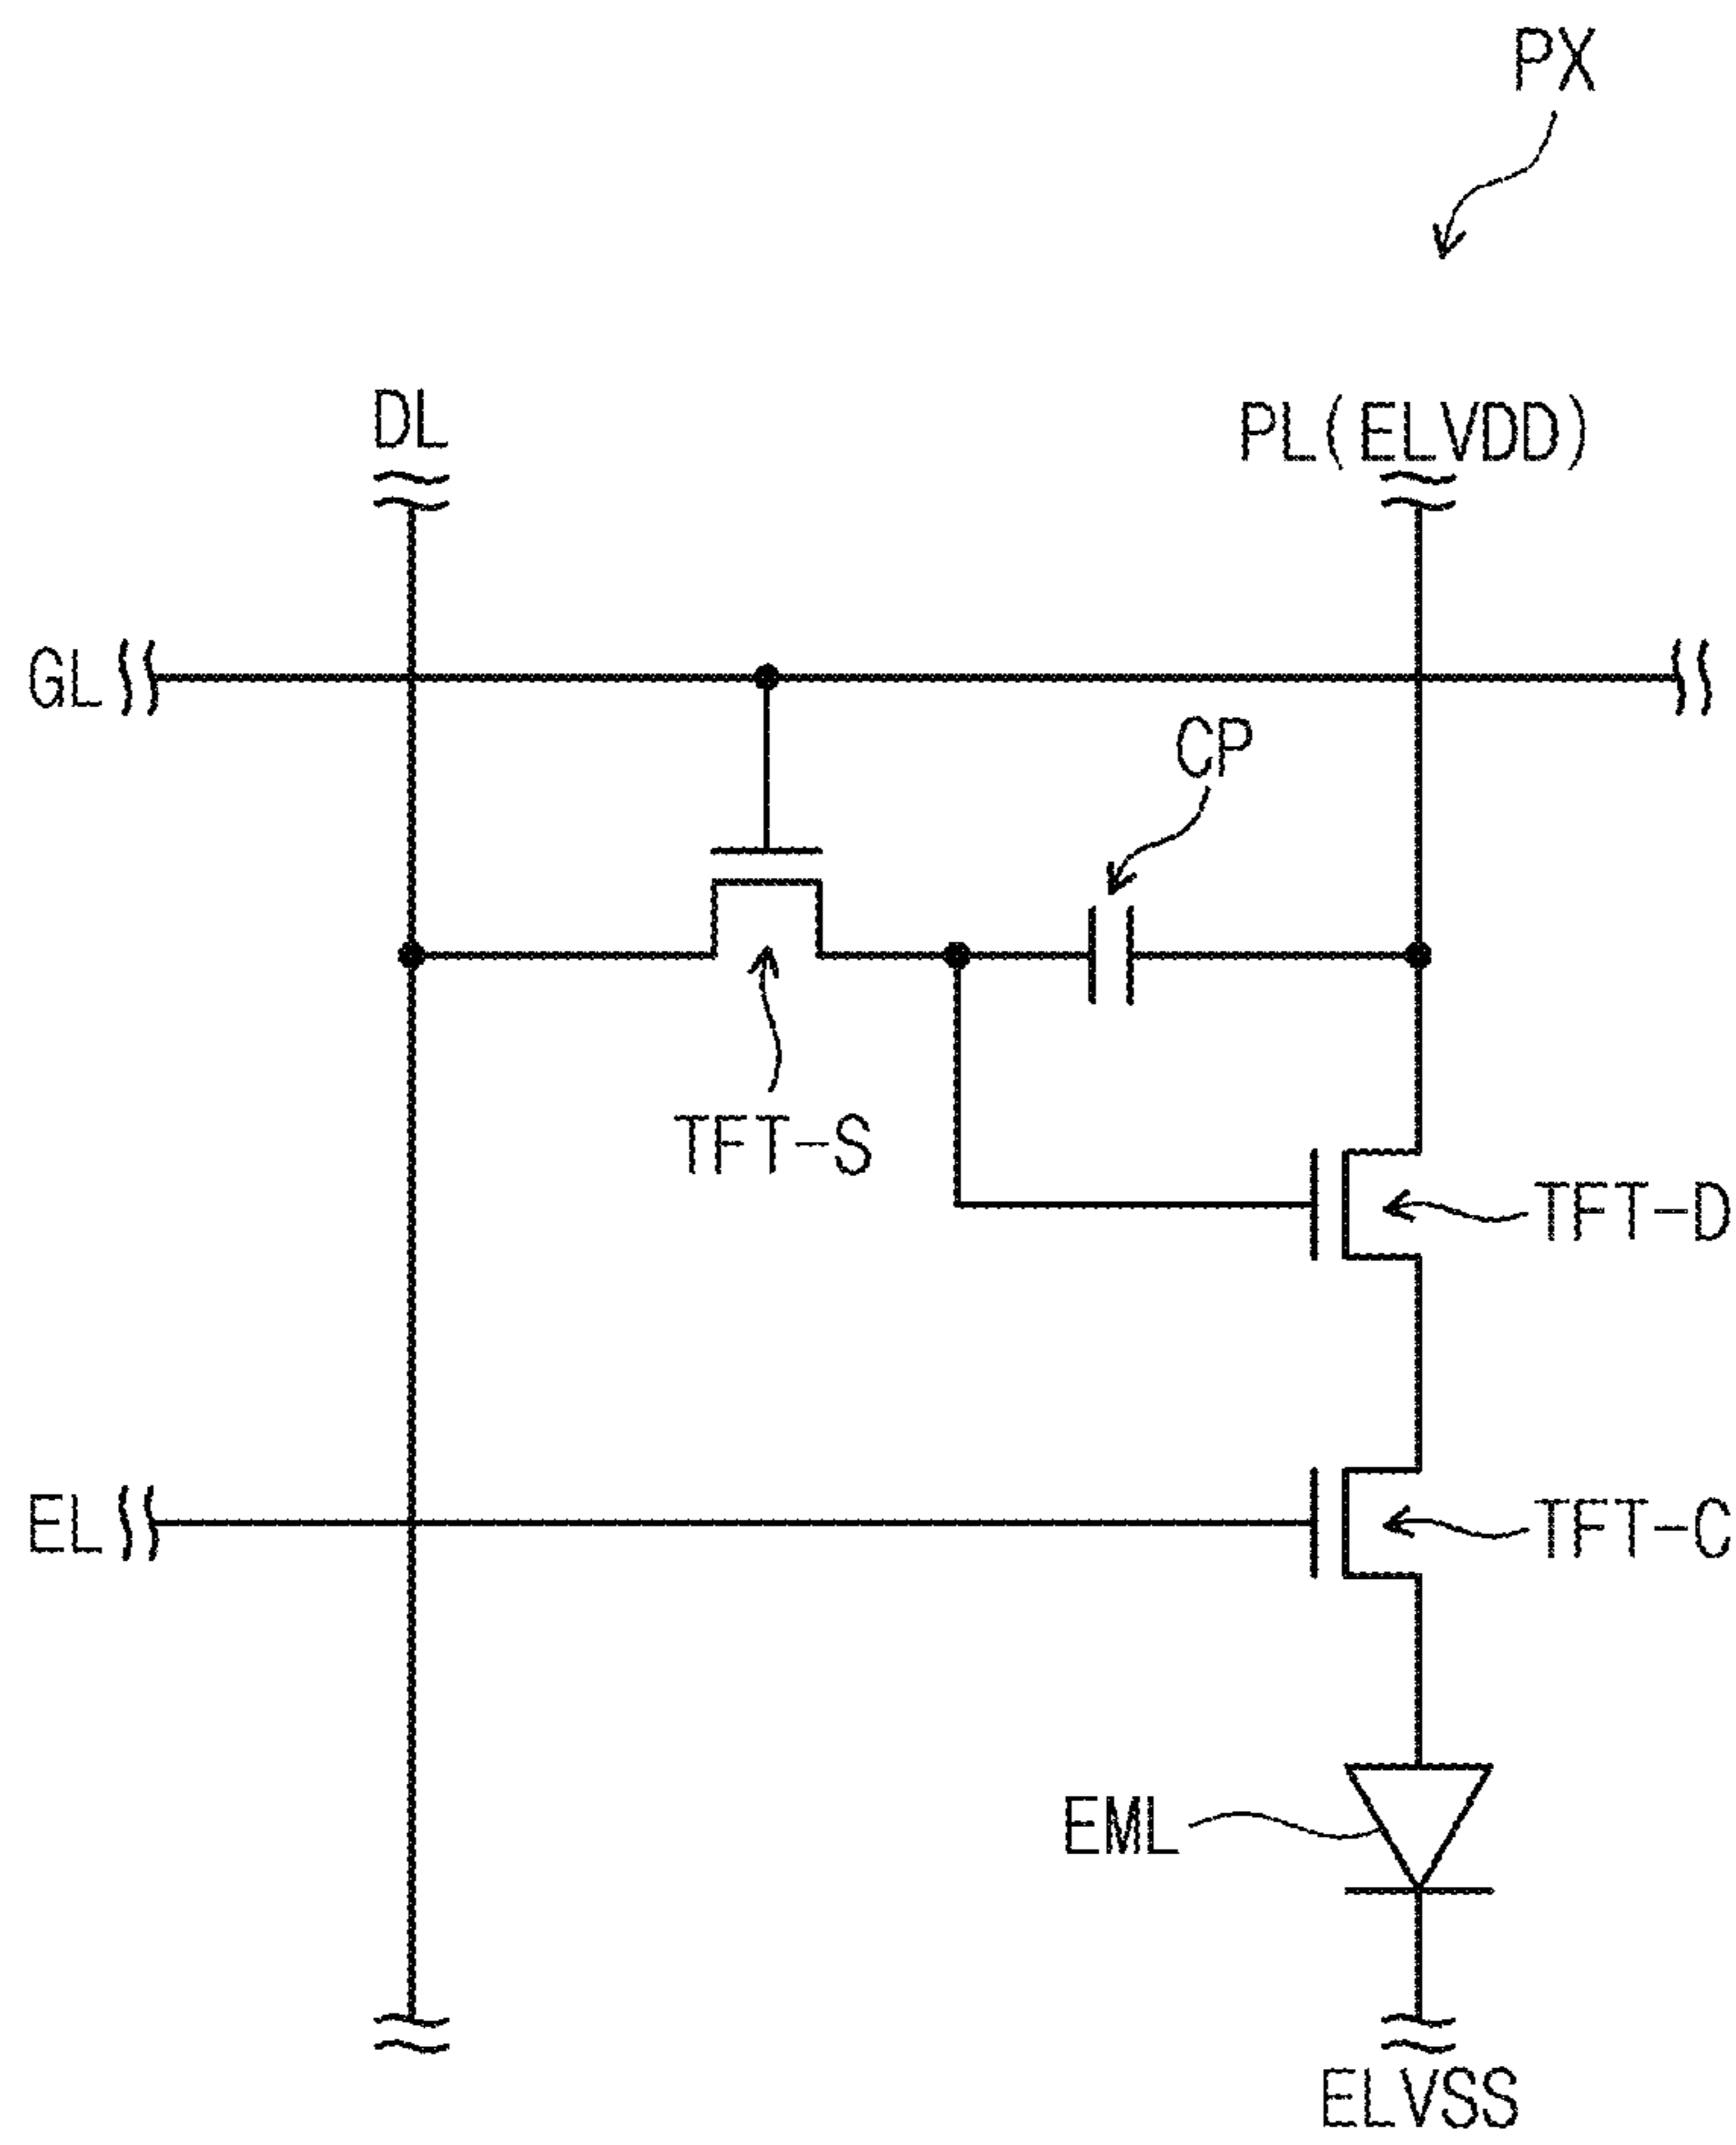 PX
DL
PL(ELVDD)
GL
CP
TFT-S
TFT-D
EL
TFT-C
EML
ELVSS